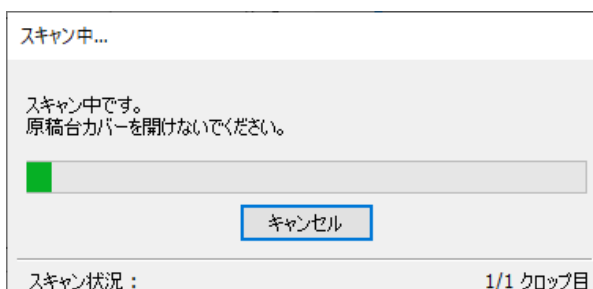 スキャン中...
スキャン中です。
原稿台カバーを開けないでください。
キャンセル
スキャン状況： 1/1 クロップ目